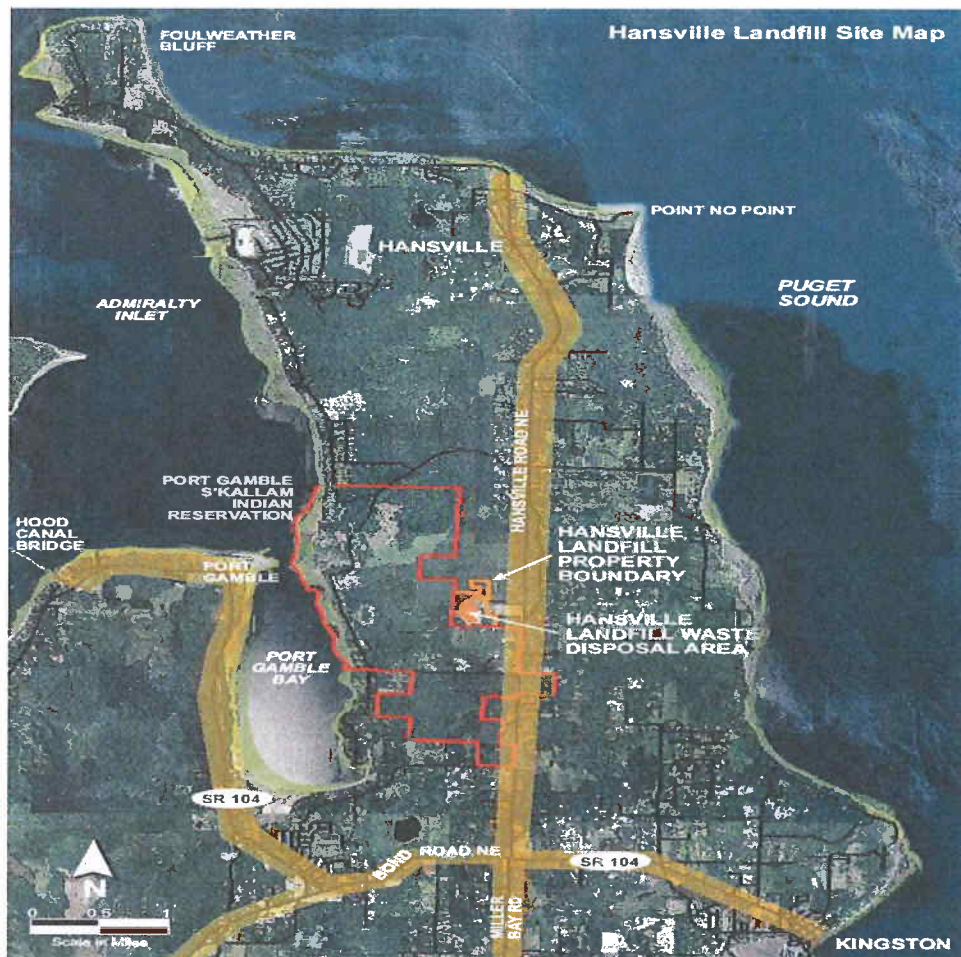 Hansville Landfill Site Map
FOULWEATHER
BLUFF
POINT NO POINT
HANSVILLE
PUGET
SOUND
ADMIRALTY
INLET
HANSVILLE ROAD NE
PORT GAMBLE
S'KALLAM
INDIAN
RESERVATION
HOOD
CANAL
BRIDGE
HANSVILLE
LANDFILL
PROPERTY
BOUNDARY
PORT
GAMBLE
HANSVILLE
LANDFILL WASTE
DISPOSAL AREA
PORT
GAMBLE
BAY
SR 104
BOND ROAD NE
SR 104
MILLER
BAY RD
N
0 0.5 1
Scale in Miles
KINGSTON